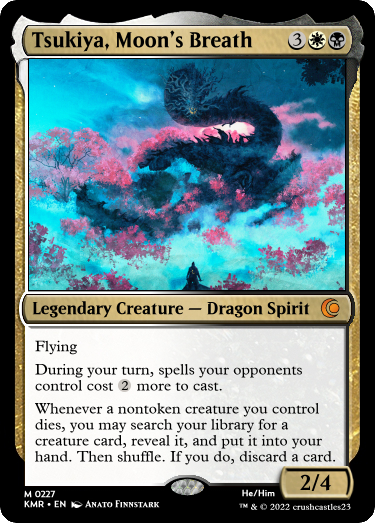 Tsukiya, Moon's Breath 3
Legendary Creature — Dragon Spirit
Flying
During your turn, spells your opponents
control cost 2 more to cast.
Whenever a nontoken creature you control
dies, you may search your library for a
creature card, reveal it, and put it into your
hand. Then shuffle. If you do, discard a card.
2/4
M 0227 He/Him
KMR • EN Anato Finnstark ™ & © 2022 crushcastles23